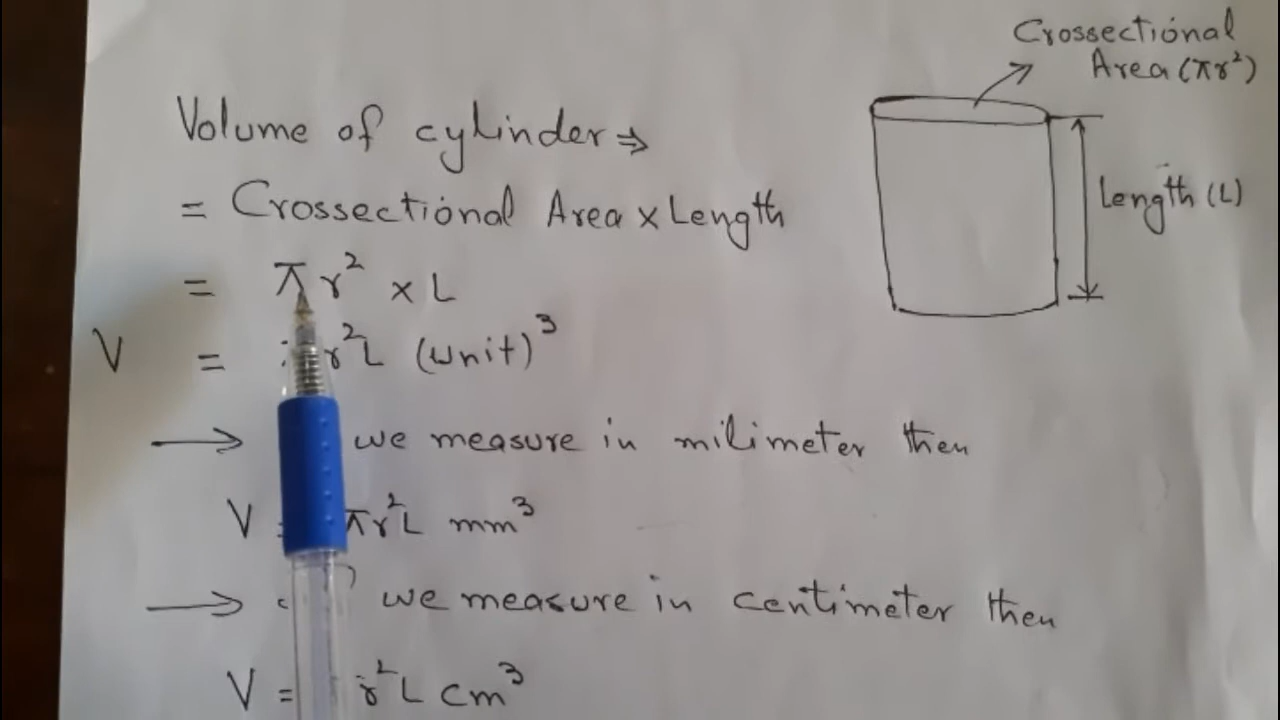 Crossectional
Area (πr²)
Volume of cylinder ⇒
= Crossectional Area x Length
Length (L)
= πr² x L
V = r²L (unit)³
→ we measure in milimeter then
V = πr²L mm³
→ we measure in centimeter then
V = r²L cm³